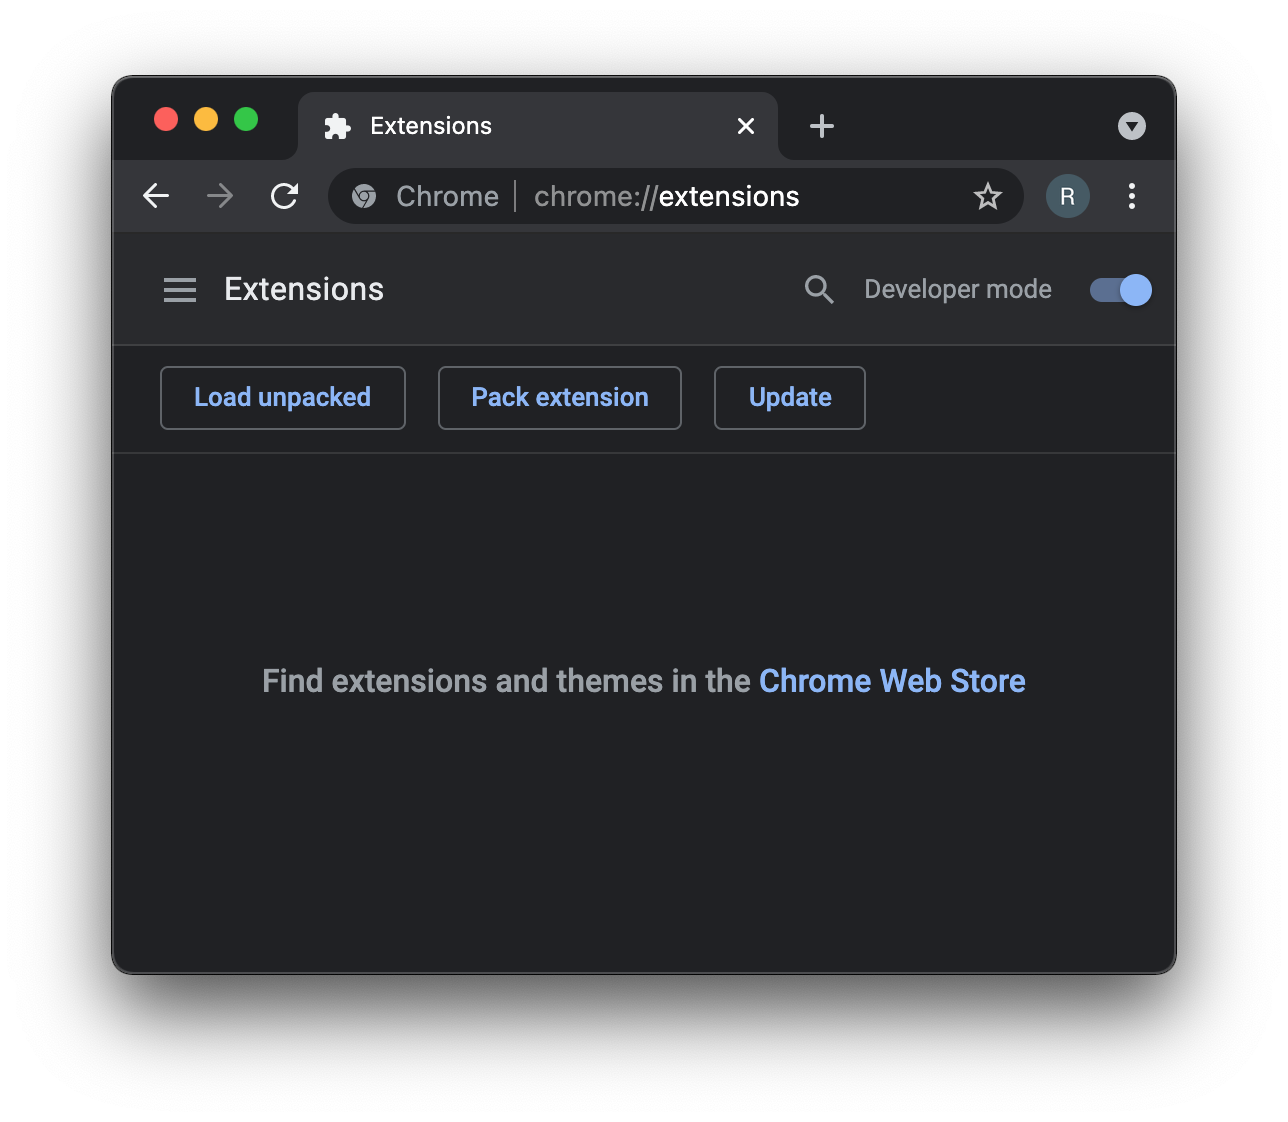 Extensions
Chrome | chrome://extensions
R
Extensions
Developer mode
Load unpacked
Pack extension
Update
Find extensions and themes in the Chrome Web Store